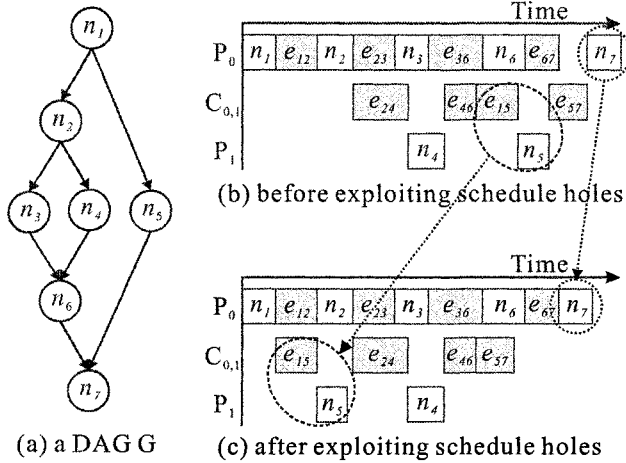 n1
n2
n3 n4 n5
n6
n7
(a) a DAG G
Time
P0 n1 e12 n2 e23 n3 e36 n6 e67 n7
C0,1 e24 e46 e15 e57
P1 n4 n5
(b) before exploiting schedule holes
Time
P0 n1 e12 n2 e23 n3 e36 n6 e67 n7
C0,1 e15 e24 e46 e57
P1 n5 n4
(c) after exploiting schedule holes